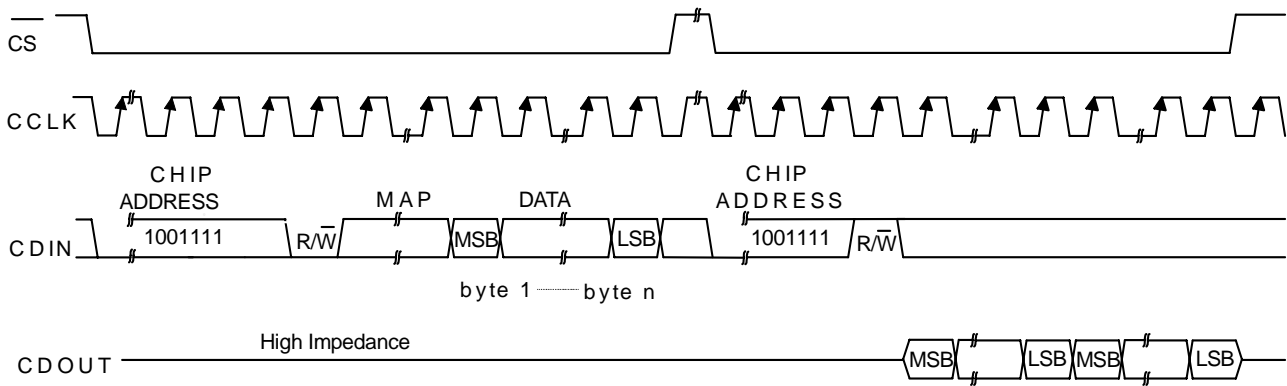 CS
CCLK
CHIP
ADDRESS
MAP
DATA
CHIP
ADDRESS
CDIN
1001111
R/W
MSB
LSB
1001111
R/W
byte 1 ........ byte n
High Impedance
CDOUT
MSB
LSB
MSB
LSB